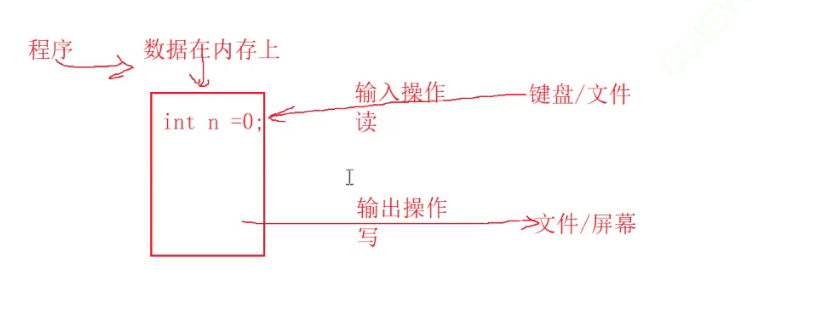 程序
数据在内存上
int n =0;
输入操作
读
键盘/文件
输出操作
写
文件/屏幕